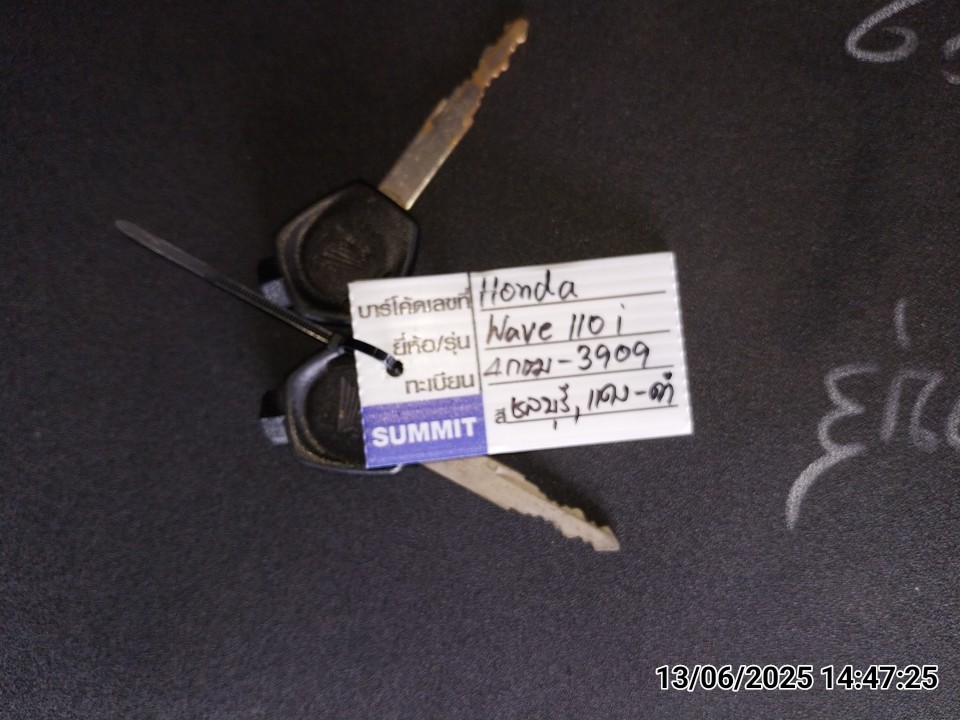 บาร์โค้ดเลขที่ Honda
ยี่ห้อ/รุ่น Wave 110 i
ทะเบียน 4กกม-3909
SUMMIT สี ชลบุรี, แดง-ดำ
13/06/2025 14:47:25